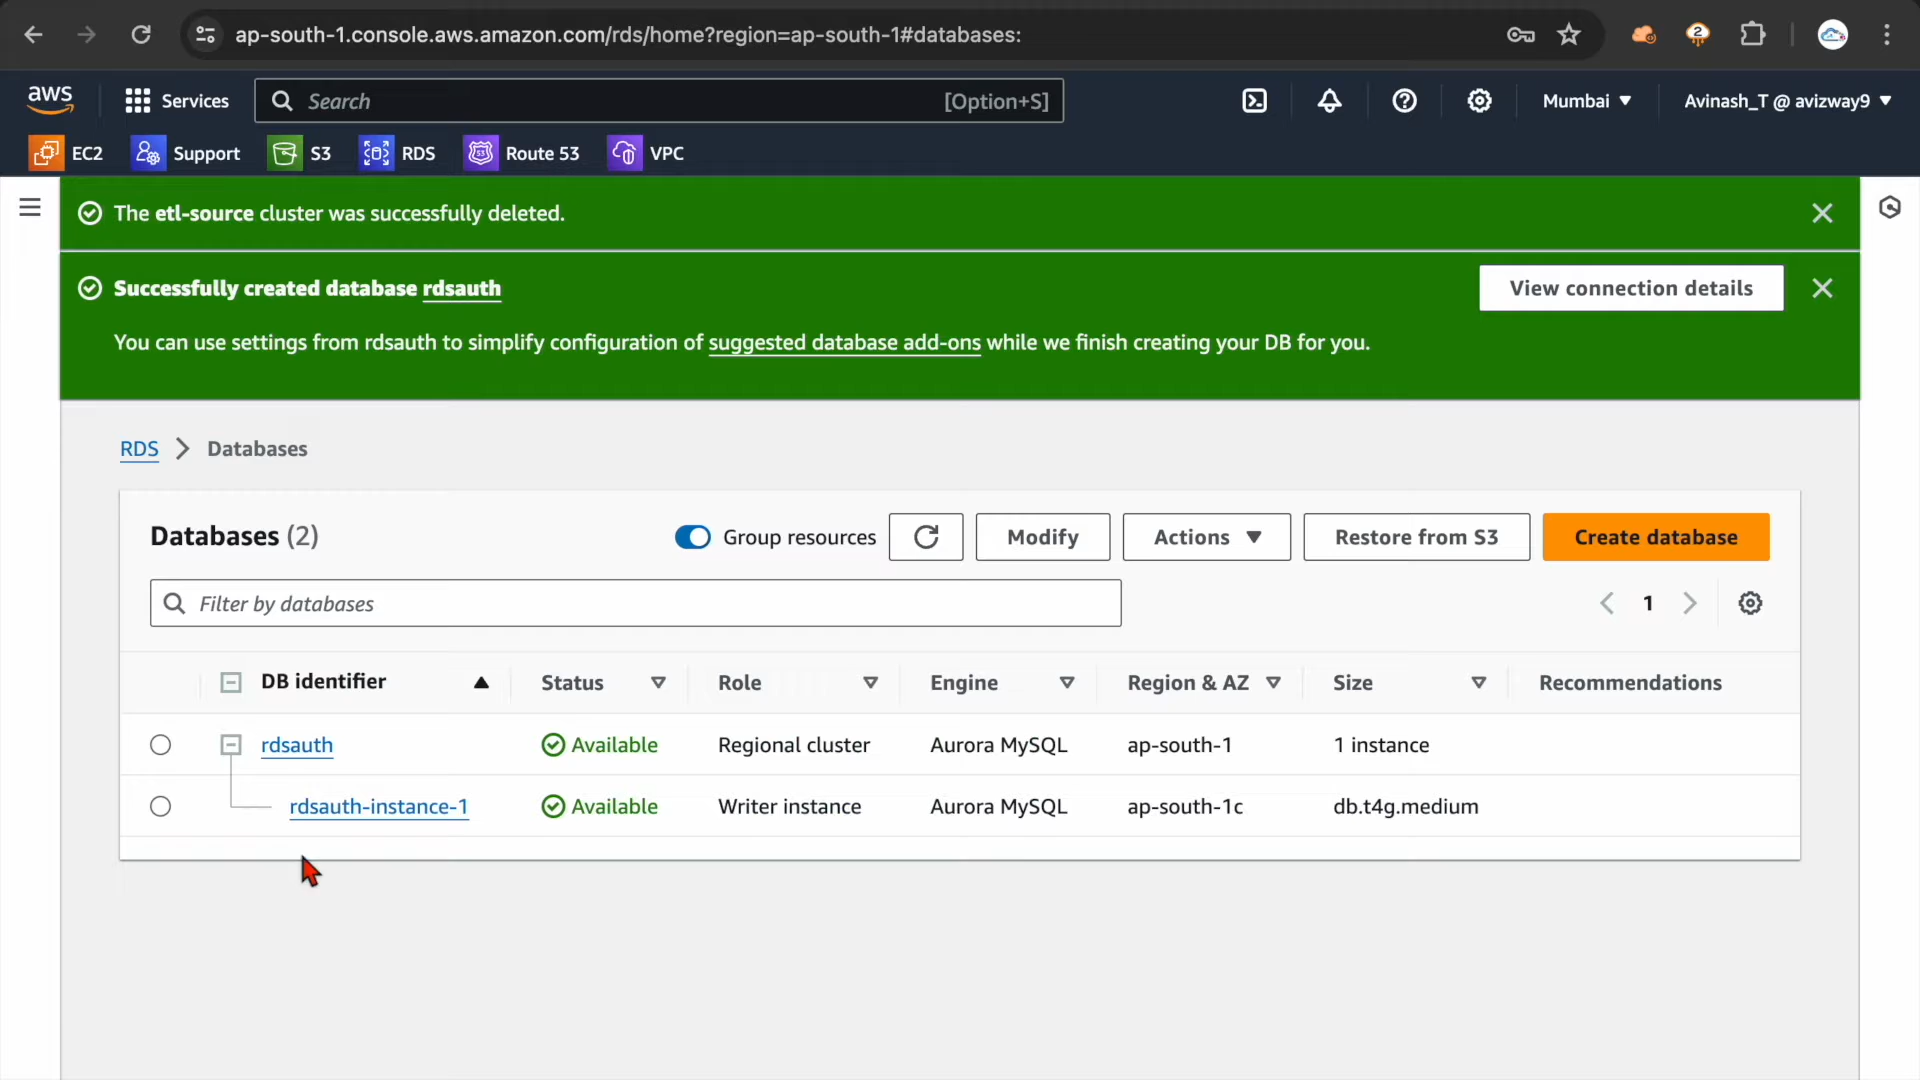 ap-south-1.console.aws.amazon.com/rds/home?region=ap-south-1#databases:
2
aws
Services
Search
[Option+S]
Mumbai
Avinash_T @ avizway9
EC2
Support
S3
RDS
Route 53
VPC
The etl-source cluster was successfully deleted.
Successfully created database rdsauth
View connection details
You can use settings from rdsauth to simplify configuration of suggested database add-ons while we finish creating your DB for you.
RDS > Databases
Databases (2)
Group resources
Modify
Actions
Restore from S3
Create database
Filter by databases
1
DB identifier Status Role Engine Region & AZ Size Recommendations
rdsauth Available Regional cluster Aurora MySQL ap-south-1 1 instance
rdsauth-instance-1 Available Writer instance Aurora MySQL ap-south-1c db.t4g.medium